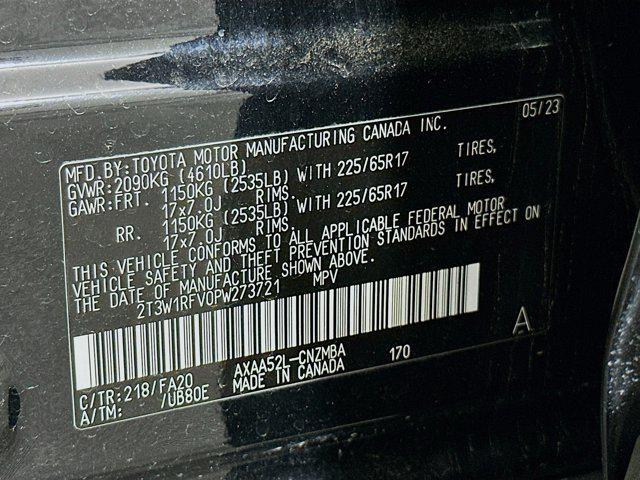 05/23
MFD.BY:TOYOTA MOTOR MANUFACTURING CANADA INC.
GVWR:2090KG (4610LB)
GAWR:FRT. 1150KG (2535LB) WITH 225/65R17 TIRES,
17x7.0J RIMS.
RR. 1150KG (2535LB) WITH 225/65R17 TIRES,
17x7.0J RIMS.
THIS VEHICLE CONFORMS TO ALL APPLICABLE FEDERAL MOTOR
VEHICLE SAFETY AND THEFT PREVENTION STANDARDS IN EFFECT ON
THE DATE OF MANUFACTURE SHOWN ABOVE.
2T3W1RFV0PW273721 MPV
A
C/TR:218/FA20 AXAA52L-CNZMBA 170
A/TM: /UB80E MADE IN CANADA